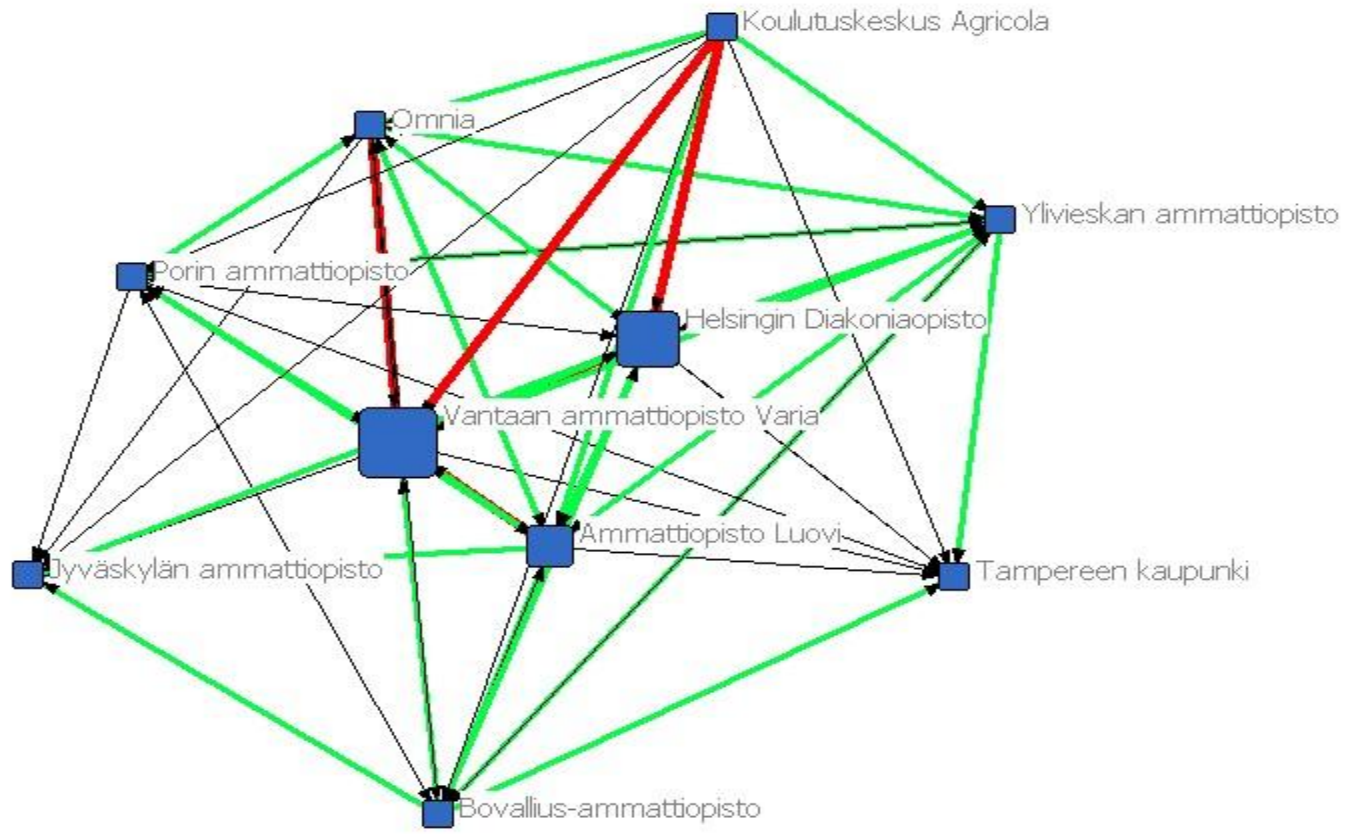 Koulutuskeskus Agricola
Omnia
Ylivieskan ammattiopisto
Porin ammattiopisto
Helsingin Diakoniaopisto
Vantaan ammattiopisto Varia
Ammattiopisto Luovi
Jyväskylän ammattiopisto
Tampereen kaupunki
Bovallius-ammattiopisto